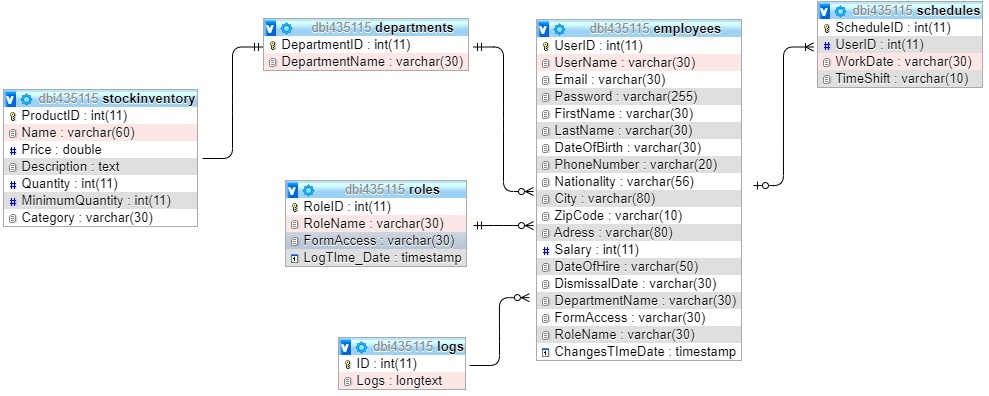 dbi435115 departments
DepartmentID : int(11)
DepartmentName : varchar(30)
dbi435115 employees
UserID : int(11)
UserName : varchar(30)
Email : varchar(30)
Password : varchar(255)
FirstName : varchar(30)
LastName : varchar(30)
DateOfBirth : varchar(30)
PhoneNumber : varchar(20)
Nationality : varchar(56)
City : varchar(80)
ZipCode : varchar(10)
Adress : varchar(80)
Salary : int(11)
DateOfHire : varchar(50)
DismissalDate : varchar(30)
DepartmentName : varchar(30)
FormAccess : varchar(30)
RoleName : varchar(30)
ChangesTImeDate : timestamp
dbi435115 schedules
ScheduleID : int(11)
UserID : int(11)
WorkDate : varchar(30)
TimeShift : varchar(10)
dbi435115 stockinventory
ProductID : int(11)
Name : varchar(60)
Price : double
Description : text
Quantity : int(11)
MinimumQuantity : int(11)
Category : varchar(30)
dbi435115 roles
RoleID : int(11)
RoleName : varchar(30)
FormAccess : varchar(30)
LogTIme_Date : timestamp
dbi435115 logs
ID : int(11)
Logs : longtext